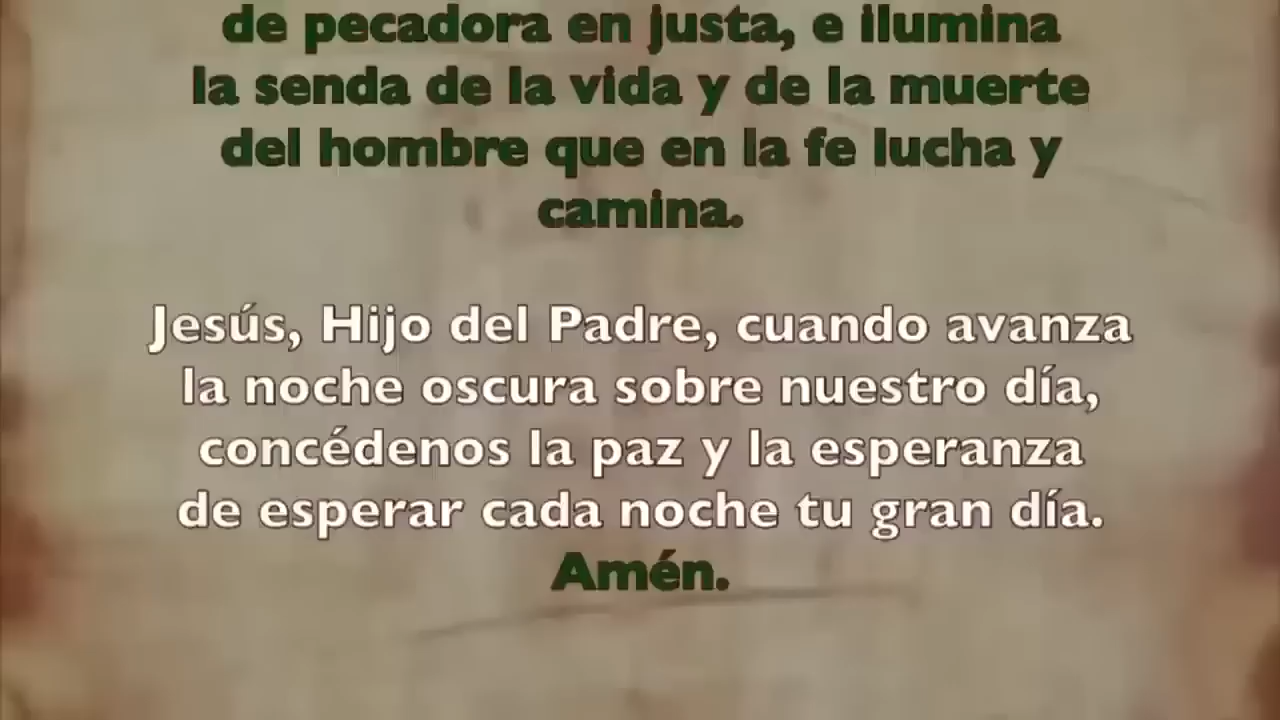 de pecadora en justa, e ilumina
la senda de la vida y de la muerte
del hombre que en la fe lucha y
camina.
Jesús, Hijo del Padre, cuando avanza
la noche oscura sobre nuestro día,
concédenos la paz y la esperanza
de esperar cada noche tu gran día.
Amén.